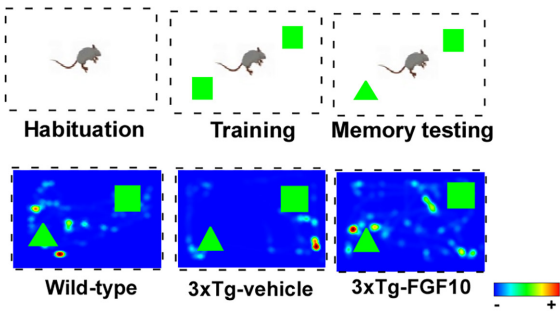 Habituation
Training
Memory testing
Wild-type
3xTg-vehicle
3xTg-FGF10
- +